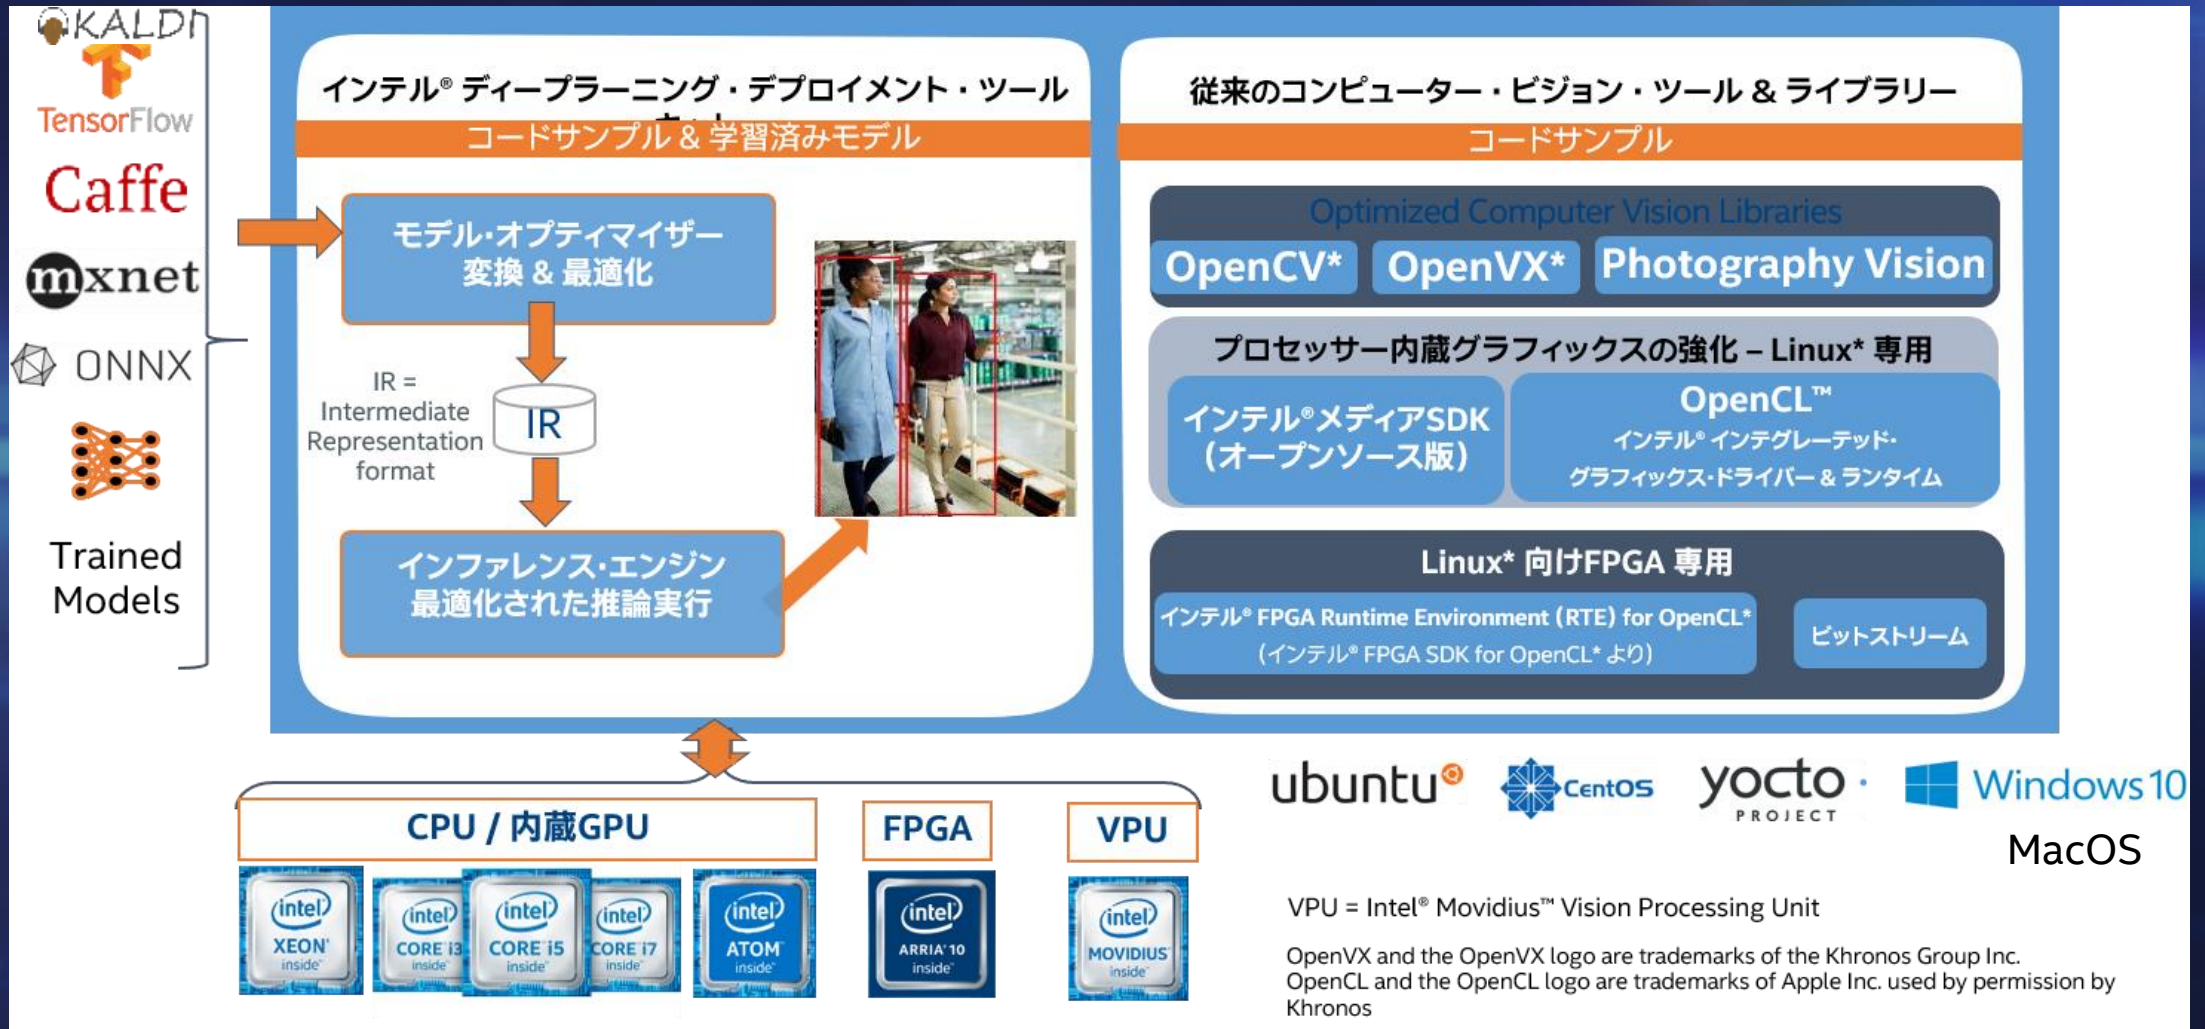 KALDI
TensorFlow
Caffe
mxnet
ONNX
Trained
Models
インテル® ディープラーニング・デプロイメント・ツール
コードサンプル & 学習済みモデル
モデル・オプティマイザー
変換 & 最適化
IR =
Intermediate
Representation
format
IR
インファレンス・エンジン
最適化された推論実行
従来のコンピューター・ビジョン・ツール & ライブラリー
コードサンプル
Optimized Computer Vision Libraries
OpenCV*
OpenVX*
Photography Vision
プロセッサー内蔵グラフィックスの強化 – Linux* 専用
インテル®メディアSDK
(オープンソース版)
OpenCL™
インテル® インテグレーテッド・
グラフィックス・ドライバー & ランタイム
Linux* 向けFPGA 専用
インテル® FPGA Runtime Environment (RTE) for OpenCL*
(インテル® FPGA SDK for OpenCL* より)
ビットストリーム
CPU / 内蔵GPU
FPGA
VPU
intel XEON® inside™
intel CORE i3 inside™
intel CORE™i5 inside™
intel CORE i7 inside™
intel ATOM™ inside™
intel ARRIA® 10 inside™
intel MOVIDIUS inside™
ubuntu®
CentOS
yocto
PROJECT
Windows 10
MacOS
VPU = Intel® Movidius™ Vision Processing Unit
OpenVX and the OpenVX logo are trademarks of the Khronos Group Inc.
OpenCL and the OpenCL logo are trademarks of Apple Inc. used by permission by
Khronos